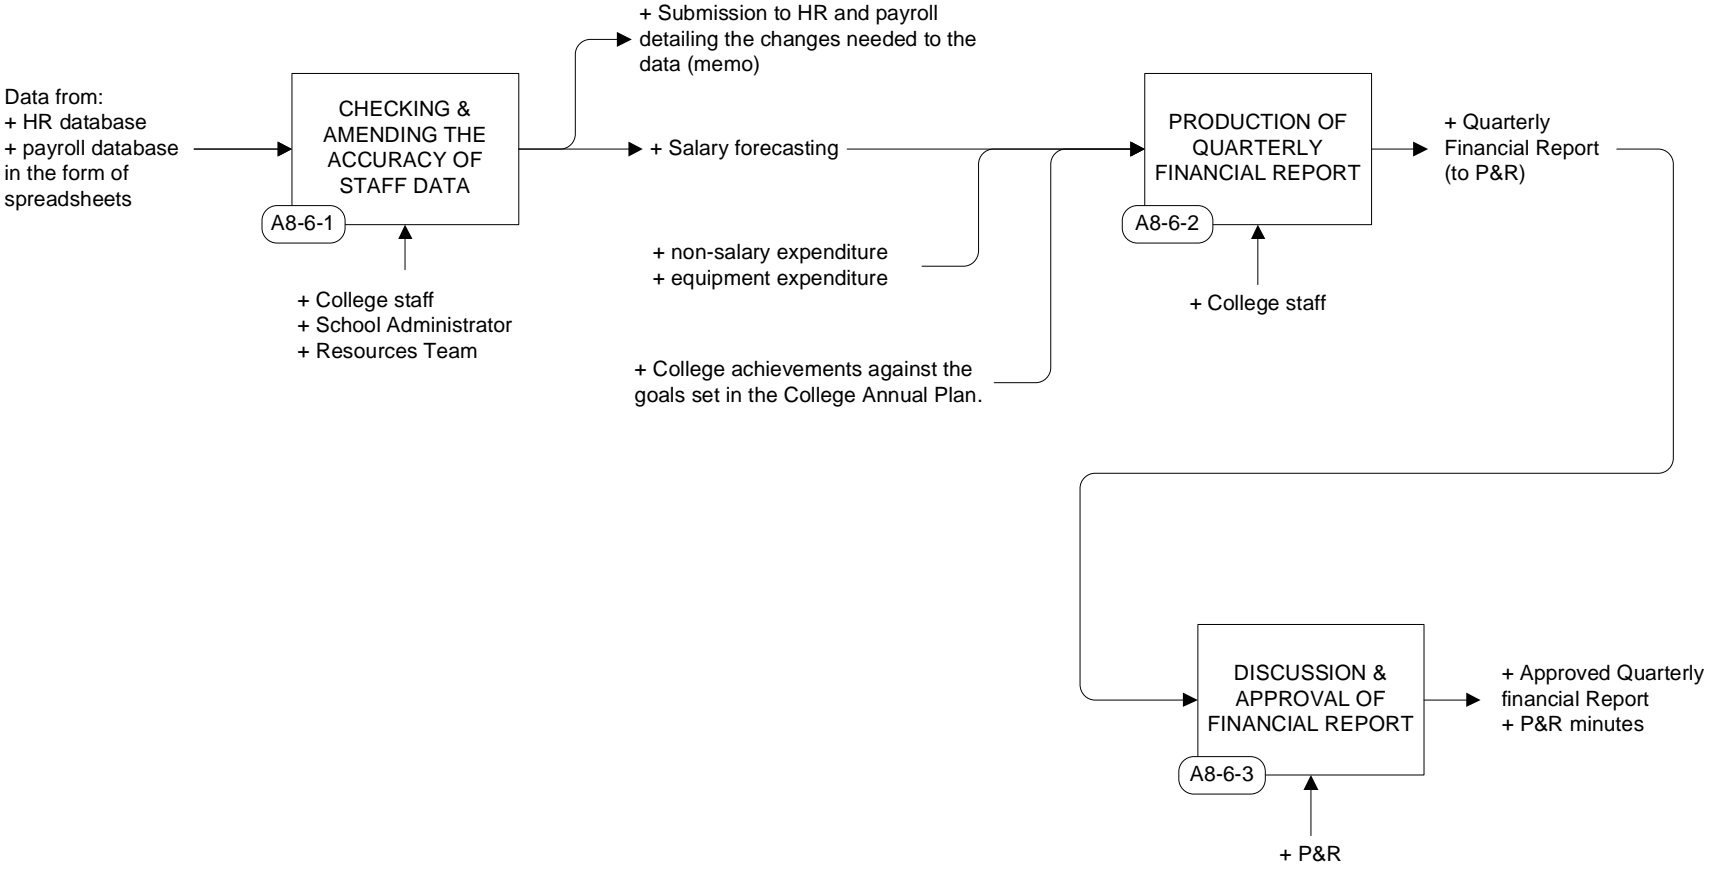 + Submission to HR and payroll
detailing the changes needed to the
data (memo)
Data from:
+ HR database
+ payroll database
in the form of
spreadsheets
CHECKING &
AMENDING THE
ACCURACY OF
STAFF DATA
A8-6-1
+ College staff
+ School Administrator
+ Resources Team
+ Salary forecasting
+ non-salary expenditure
+ equipment expenditure
+ College achievements against the
goals set in the College Annual Plan.
PRODUCTION OF
QUARTERLY
FINANCIAL REPORT
A8-6-2
+ College staff
+ Quarterly
Financial Report
(to P&R)
DISCUSSION &
APPROVAL OF
FINANCIAL REPORT
A8-6-3
+ P&R
+ Approved Quarterly
financial Report
+ P&R minutes